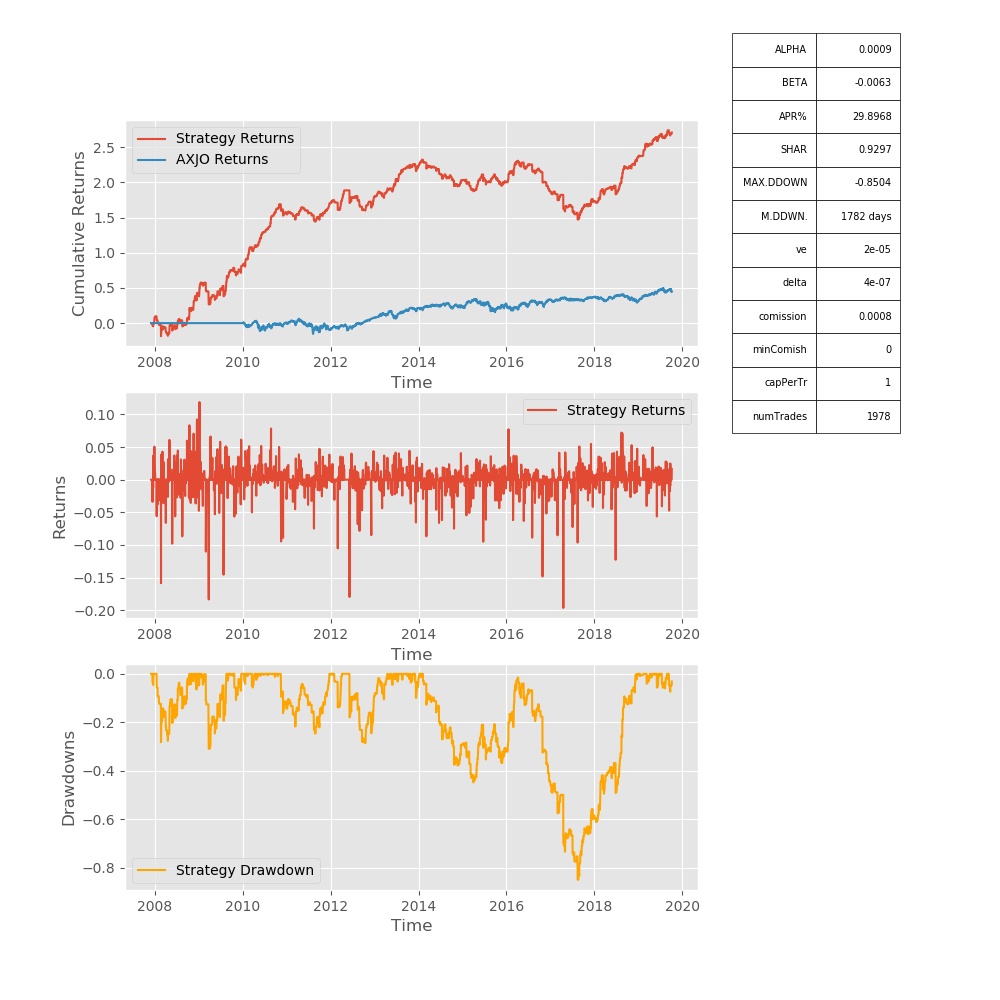 ALPHA 0.0009
BETA -0.0063
APR% 29.8968
SHAR 0.9297
MAX.DDOWN -0.8504
M.DDWN. 1782 days
ve 2e-05
delta 4e-07
comission 0.0008
minComish 0
capPerTr 1
numTrades 1978
Strategy Returns
AXJO Returns
Cumulative Returns
2.5
2.0
1.5
1.0
0.5
0.0
2008 2010 2012 2014 2016 2018 2020
Time
Strategy Returns
Returns
0.10
0.05
0.00
−0.05
−0.10
−0.15
−0.20
2008 2010 2012 2014 2016 2018 2020
Time
Drawdowns
0.0
−0.2
−0.4
−0.6
−0.8
Strategy Drawdown
2008 2010 2012 2014 2016 2018 2020
Time